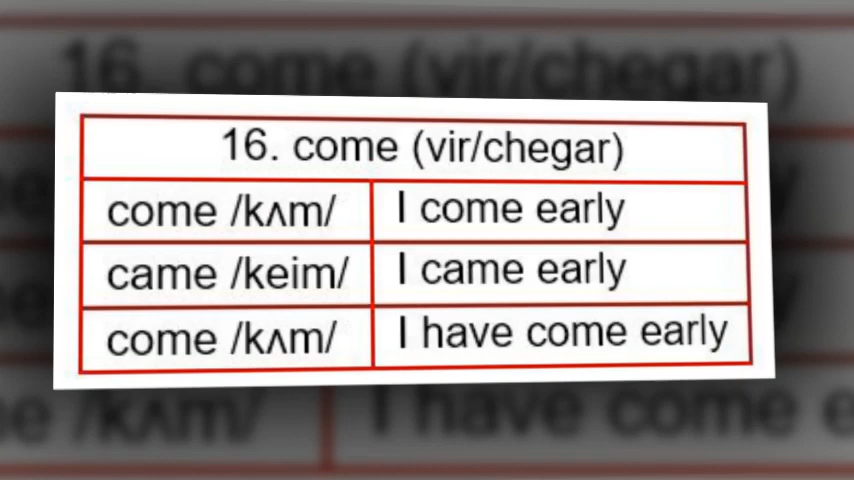 16. come (vir/chegar)
come /kʌm/ I come early
came /keim/ I came early
come /kʌm/ I have come early